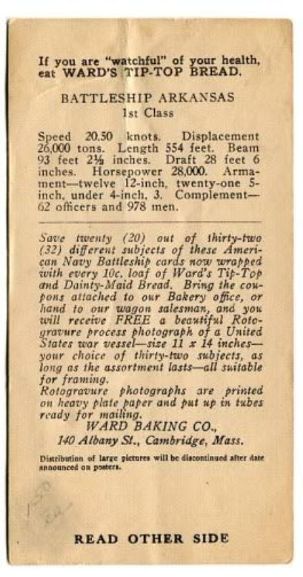 If you are "watchful" of your health,
eat WARD'S TIP-TOP BREAD.
BATTLESHIP ARKANSAS
1st Class
Speed 20.50 knots. Displacement
26,000 tons. Length 554 feet. Beam
93 feet 2½ inches. Draft 28 feet 6
inches. Horsepower 28,000. Arma-
ment—twelve 12-inch, twenty-one 5-
inch, under 4-inch, 3. Complement—
62 officers and 978 men.
Save twenty (20) out of thirty-two
(32) different subjects of these Ameri-
can Navy Battleship cards now wrapped
with every 10c. loaf of Ward's Tip-Top
and Dainty-Maid Bread. Bring the cou-
pons attached to our Bakery office, or
hand to our wagon salesman, and you
will receive FREE a beautiful Roto-
gravure process photograph of a United
States war vessel—size 11 x 14 inches—
your choice of thirty-two subjects, as
long as the assortment lasts—all suitable
for framing.
Rotogravure photographs are printed
on heavy plate paper and put up in tubes
ready for mailing.
WARD BAKING CO.,
140 Albany St., Cambridge, Mass.
Distribution of large pictures will be discontinued after date
announced on posters.
READ OTHER SIDE